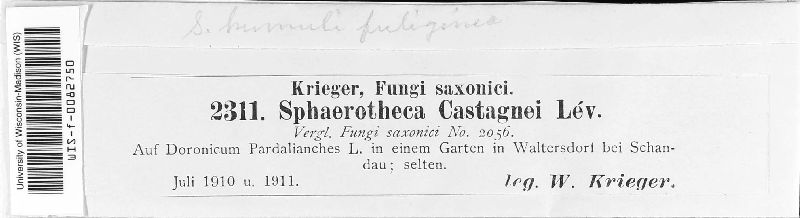 S. humuli fuliginea
University of Wisconsin-Madison (WIS)
WIS-f-0082750
Krieger, Fungi saxonici.
2311. Sphaerotheca Castagnei Lév.
Vergl. Fungi saxonici No. 2056.
Auf Doronicum Pardalianches L. in einem Garten in Waltersdorf bei Schan-
dau; selten.
Juli 1910 u. 1911.
leg. W. Krieger.